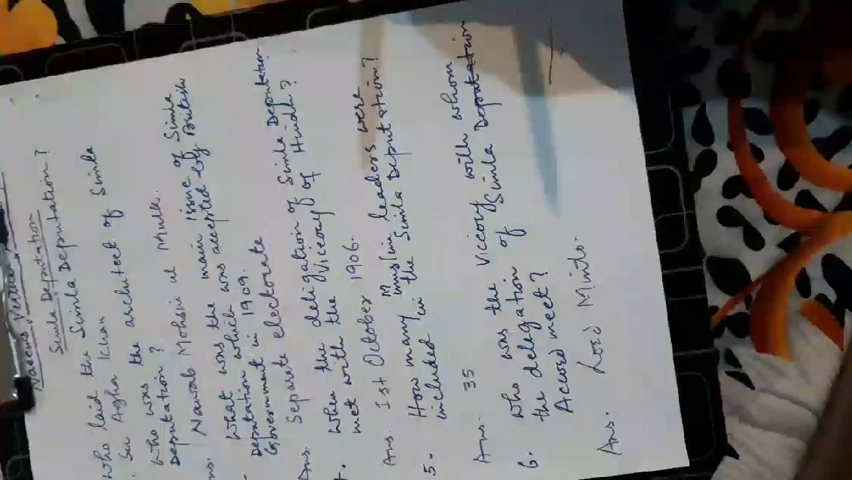 Simla Deputation
Who laid the Simla Deputation?
Sir Agha Khan
Who was the architect of Simla
Deputation?
Nawab Mohsin ul Mulk.
What was the main issue of Simla
Deputation which was accepted by British
Government in 1909.
Ans Separate electorate
When the deligation of Simla Deputation
met with the Viceroy of Hindh?
Ans 1st October 1906.
5. How many Muslim leaders were
included in the Simla Deputation?
Ans. 35
6. Who was the Viceory with whom
the delegation of Simla Deputation
Accord meet?
Ans. Lord Minto.